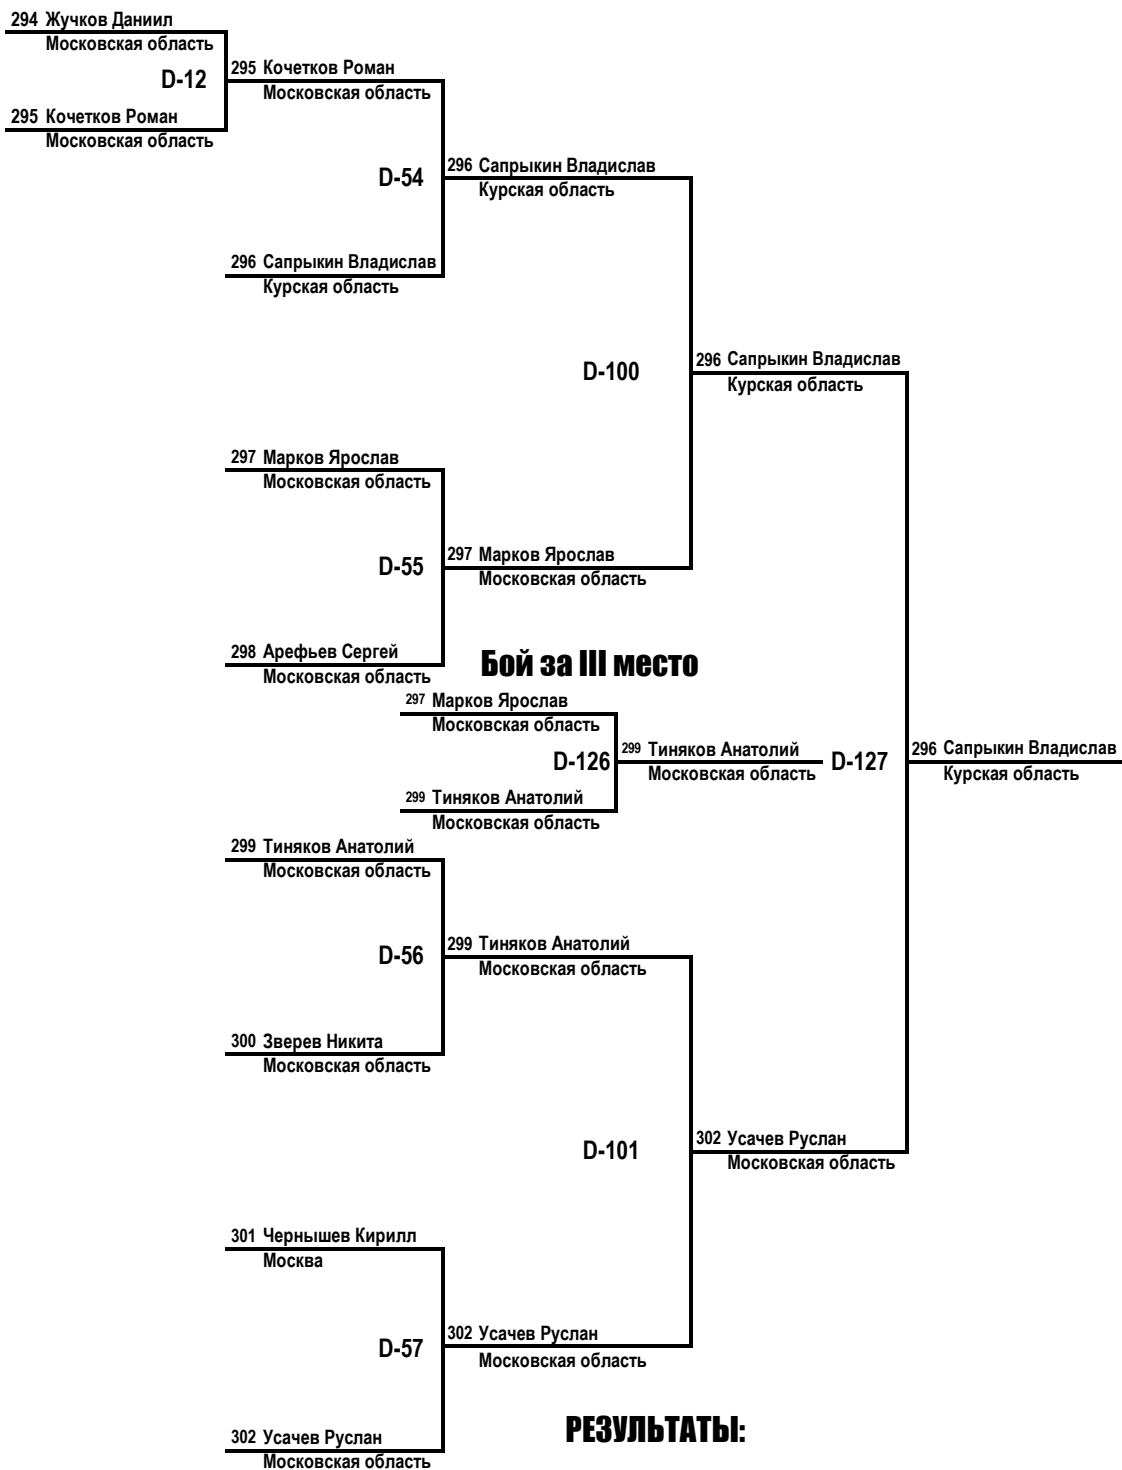 294 Жучков Даниил
Московская область
D-12
295 Кочетков Роман
Московская область
295 Кочетков Роман
Московская область
D-54
296 Сапрыкин Владислав
Курская область
296 Сапрыкин Владислав
Курская область
D-100
296 Сапрыкин Владислав
Курская область
297 Марков Ярослав
Московская область
D-55
297 Марков Ярослав
Московская область
298 Арефьев Сергей
Московская область
Бой за III место
297 Марков Ярослав
Московская область
D-126
299 Тиняков Анатолий
Московская область
D-127
296 Сапрыкин Владислав
Курская область
299 Тиняков Анатолий
Московская область
299 Тиняков Анатолий
Московская область
D-56
299 Тиняков Анатолий
Московская область
300 Зверев Никита
Московская область
D-101
302 Усачев Руслан
Московская область
301 Чернышев Кирилл
Москва
D-57
302 Усачев Руслан
Московская область
РЕЗУЛЬТАТЫ:
302 Усачев Руслан
Московская область